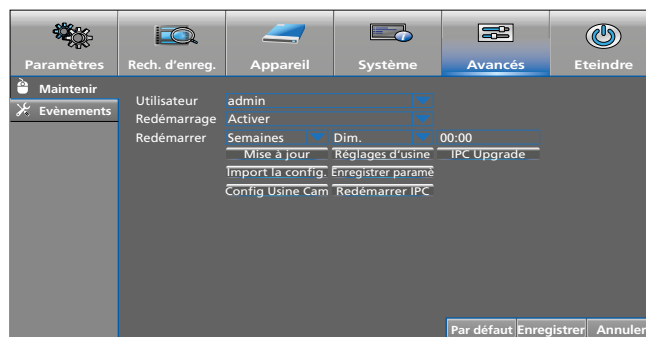 Paramètres Rech. d'enreg. Appareil Système Avancés Eteindre
Maintenir
Evènements
Utilisateur admin
Redémarrage Activer
Redémarrer Semaines Dim. 00:00
Mise à jour Réglages d'usine IPC Upgrade
Import la config. Enregistrer paramè
Config Usine Cam Redémarrer IPC
Par défaut Enregistrer Annuler